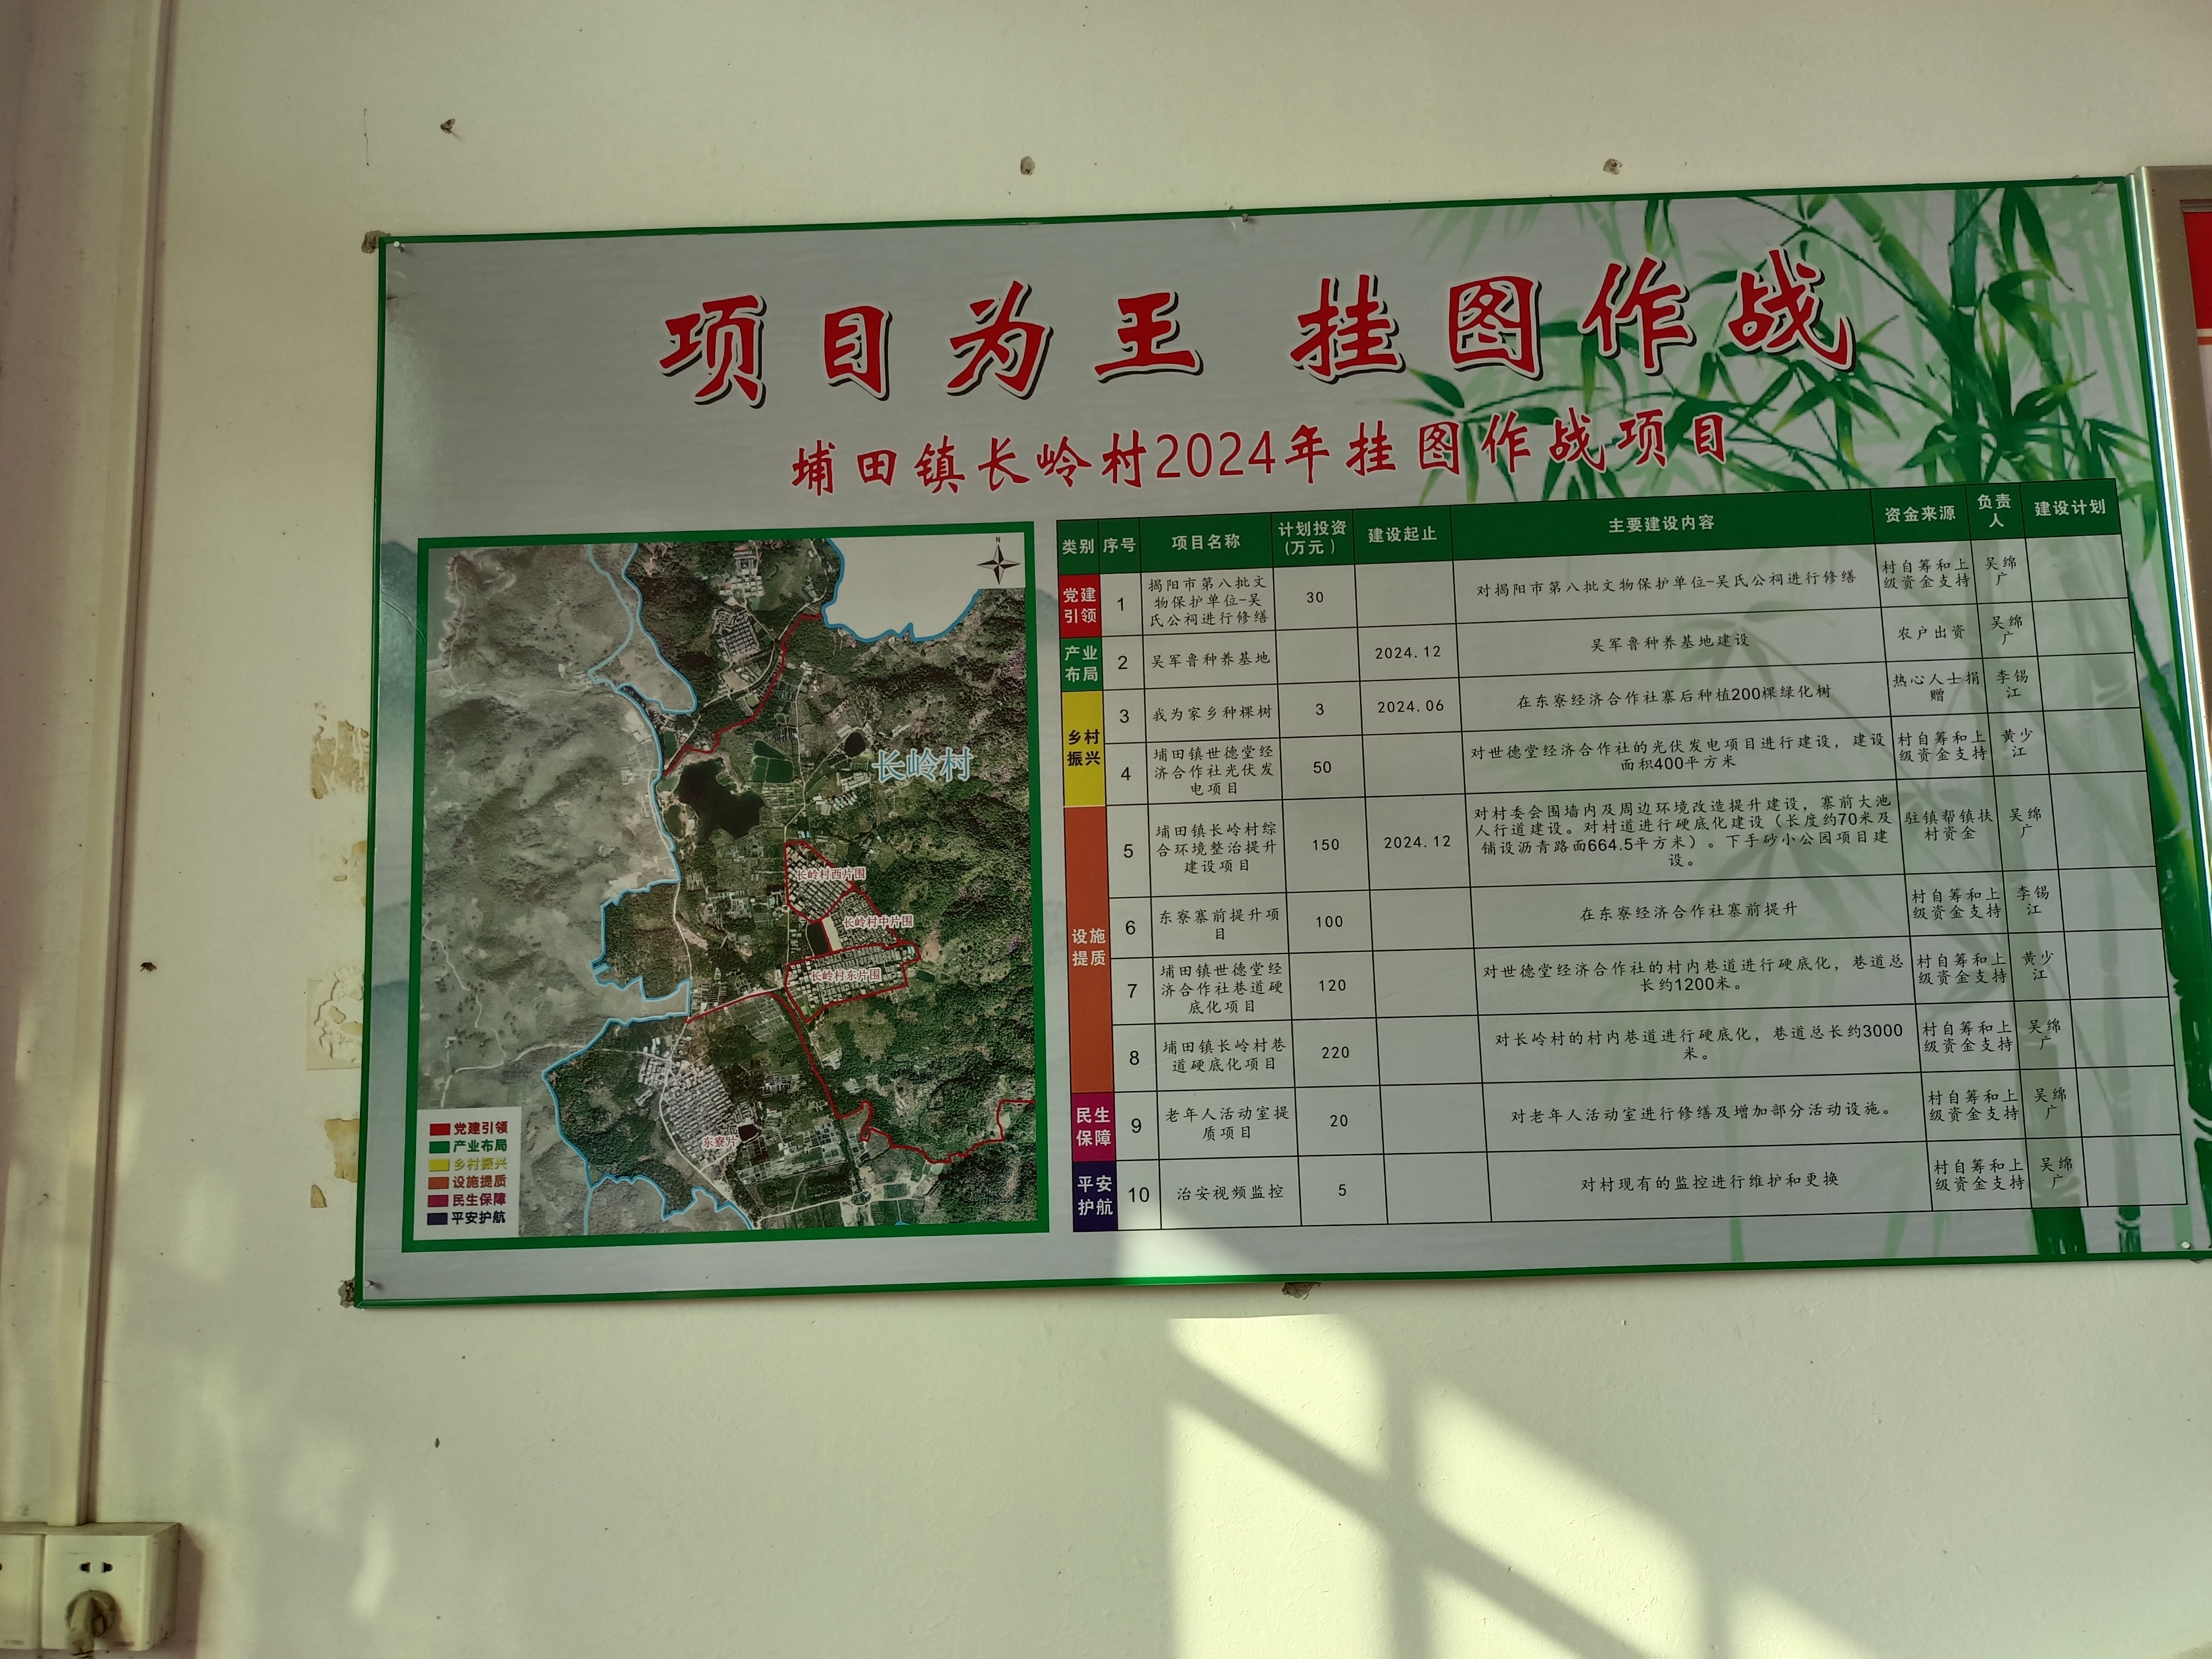 项目为王 挂图作战
埔田镇长岭村2024年挂图作战项目
N
长岭村
长岭村西片围
长岭村中片围
长岭村东片围
东寮片
党建引领
产业布局
乡村振兴
设施提质
民生保障
平安护航
类别 序号 项目名称 计划投资(万元) 建设起止 主要建设内容 资金来源 负责人 建设计划
党建引领 1 揭阳市第八批文物保护单位-吴氏公祠进行修缮 30 对揭阳市第八批文物保护单位-吴氏公祠进行修缮 村自筹和上级资金支持 吴绵广
产业布局 2 吴军鲁种养基地 2024.12 吴军鲁种养基地建设 农户出资 吴绵广
乡村振兴 3 我为家乡种棵树 3 2024.06 在东寮经济合作社寨后种植200棵绿化树 热心人士捐赠 李锡江
4 埔田镇世德堂经济合作社光伏发电项目 50 对世德堂经济合作社的光伏发电项目进行建设，建设面积400平方米 村自筹和上级资金支持 黄少江
设施提质 5 埔田镇长岭村综合环境整治提升建设项目 150 2024.12 对村委会围墙内及周边环境改造提升建设，寨前大池人行道建设。对村道进行硬底化建设（长度约70米及铺设沥青路面664.5平方米）。下手砂小公园项目建设。 驻镇帮镇扶村资金 吴绵广
6 东寮寨前提升项目 100 在东寮经济合作社寨前提升 村自筹和上级资金支持 李锡江
7 埔田镇世德堂经济合作社巷道硬底化项目 120 对世德堂经济合作社的村内巷道进行硬底化，巷道总长约1200米。 村自筹和上级资金支持 黄少江
8 埔田镇长岭村巷道硬底化项目 220 对长岭村的村内巷道进行硬底化，巷道总长约3000米。 村自筹和上级资金支持 吴绵广
民生保障 9 老年人活动室提质项目 20 对老年人活动室进行修缮及增加部分活动设施。 村自筹和上级资金支持 吴绵广
平安护航 10 治安视频监控 5 对村现有的监控进行维护和更换 村自筹和上级资金支持 吴绵广